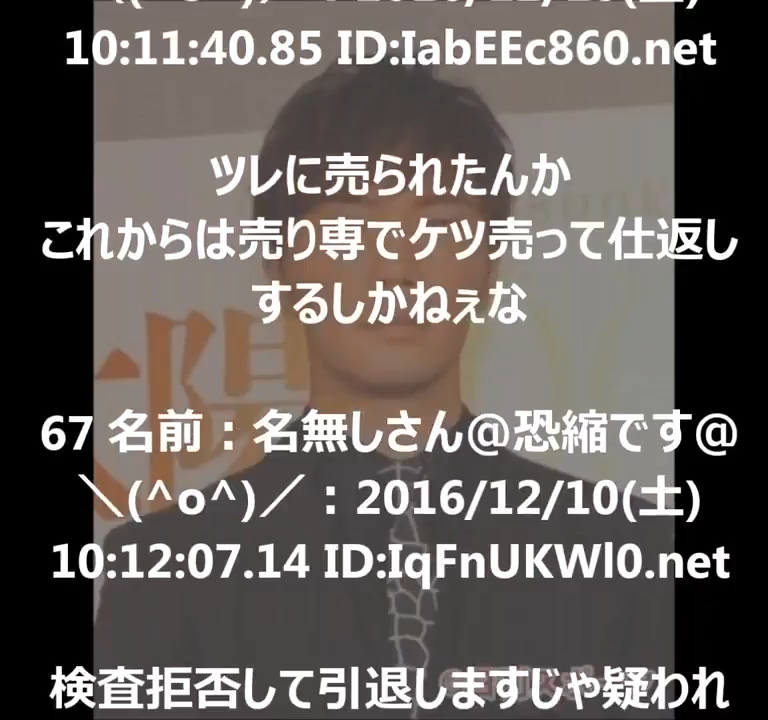 10:11:40.85 ID:IabEEc860.net
ツレに売られたんか
これからは売り専でケツ売って仕返し
するしかねぇな
67 名前：名無しさん@恐縮です@
＼(^o^)／：2016/12/10(土)
10:12:07.14 ID:IqFnUKWl0.net
検査拒否して引退しますじゃ疑われ